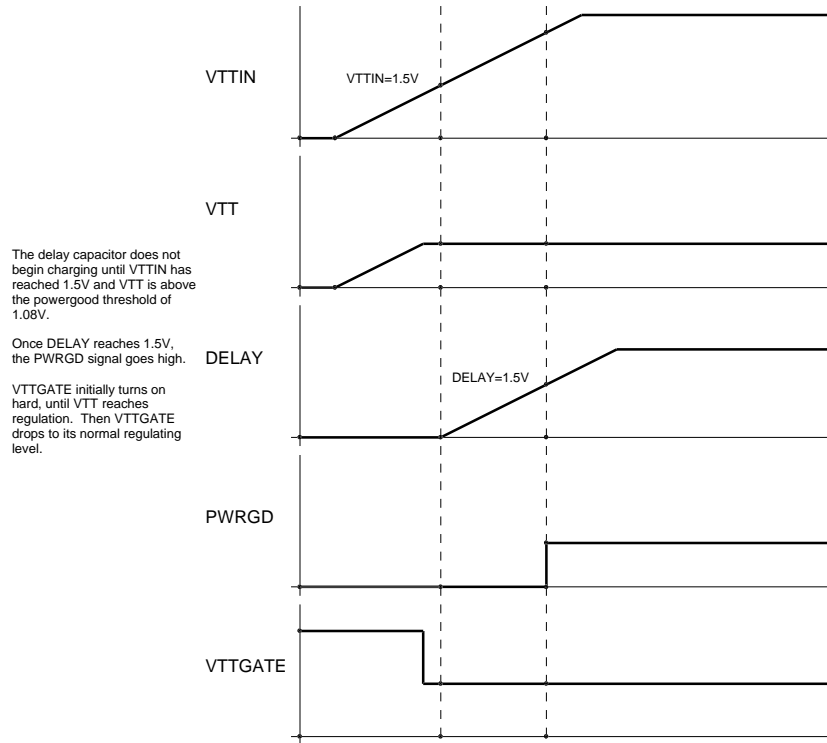 VTTIN
VTTIN=1.5V
VTT
The delay capacitor does not
begin charging until VTTIN has
reached 1.5V and VTT is above
the powergood threshold of
1.08V.
Once DELAY reaches 1.5V,
the PWRGD signal goes high.
VTTGATE initially turns on
hard, until VTT reaches
regulation.  Then VTTGATE
drops to its normal regulating
level.
DELAY
DELAY=1.5V
PWRGD
VTTGATE